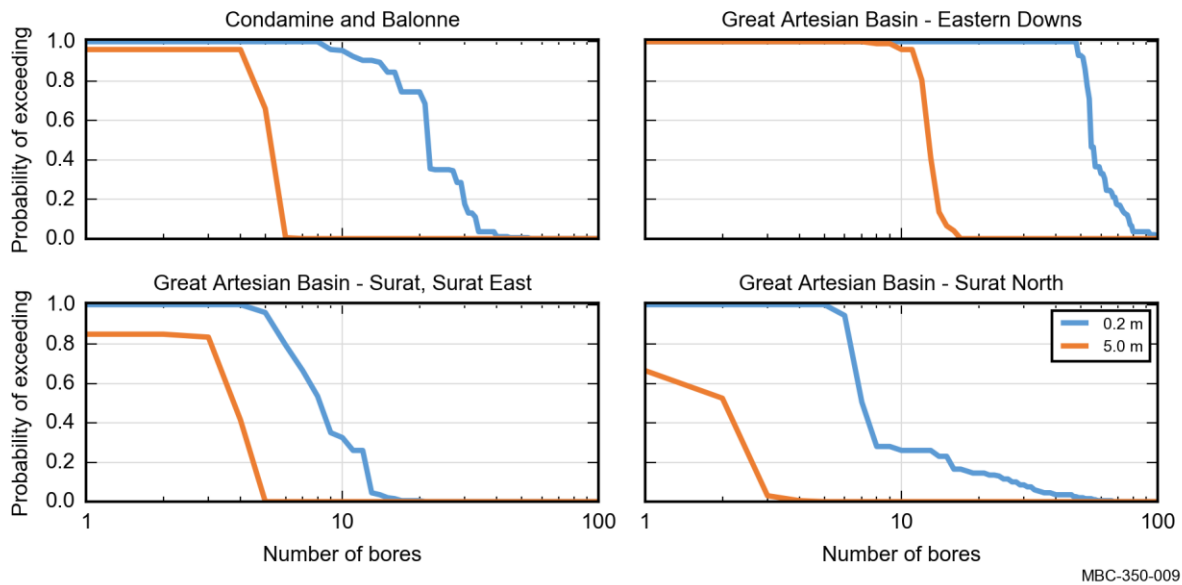 Condamine and Balonne
Great Artesian Basin - Eastern Downs
Probability of exceeding
1.0
0.8
0.6
0.4
0.2
0.0
Great Artesian Basin - Surat, Surat East
Great Artesian Basin - Surat North
Probability of exceeding
1.0
0.8
0.6
0.4
0.2
0.0
0.2 m
5.0 m
1
10
100
1
10
100
Number of bores
Number of bores
MBC-350-009